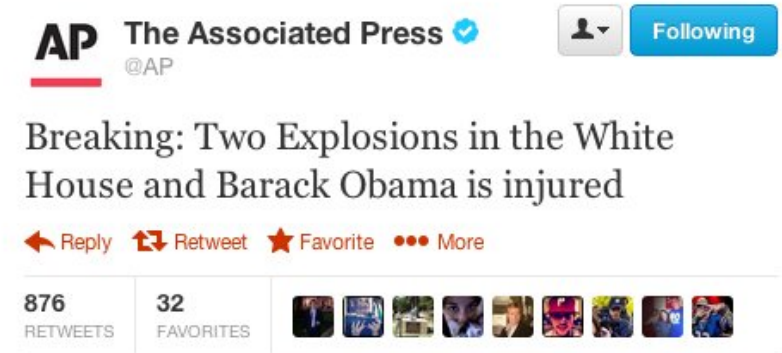 AP The Associated Press
@AP
Following
Breaking: Two Explosions in the White
House and Barack Obama is injured
Reply Retweet Favorite More
876 32
RETWEETS FAVORITES